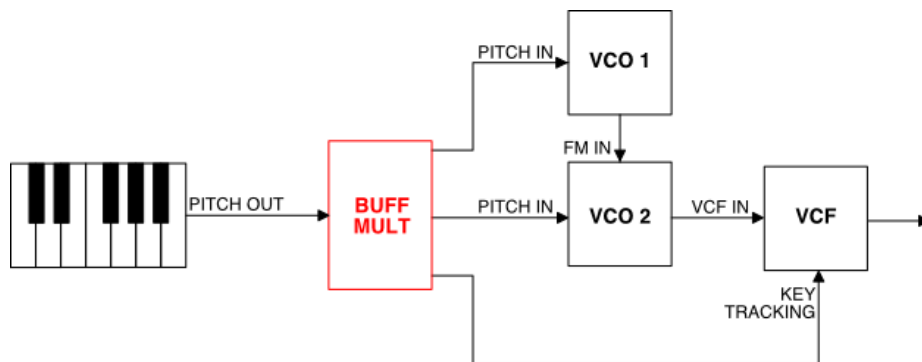 PITCH IN
VCO 1
FM IN
PITCH OUT
BUFF
MULT
PITCH IN
VCO 2
VCF IN
VCF
KEY
TRACKING